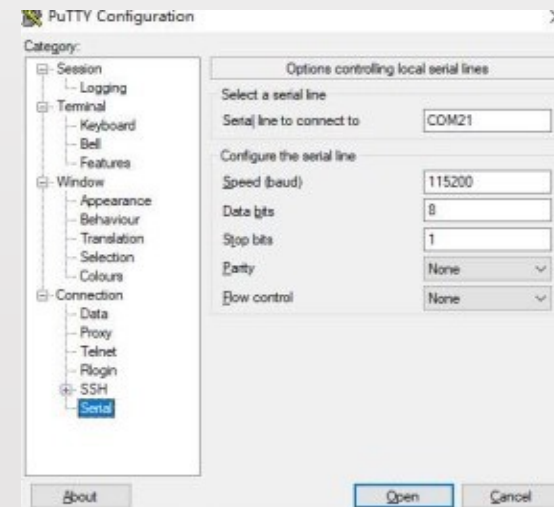 PuTTY Configuration
Category:
Session
Logging
Terminal
Keyboard
Bell
Features
Window
Appearance
Behaviour
Translation
Selection
Colours
Connection
Data
Proxy
Telnet
Rlogin
SSH
Serial
Options controlling local serial lines
Select a serial line
Serial line to connect to COM21
Configure the serial line
Speed (baud) 115200
Data bits 8
Stop bits 1
Parity None
Flow control None
About Open Cancel